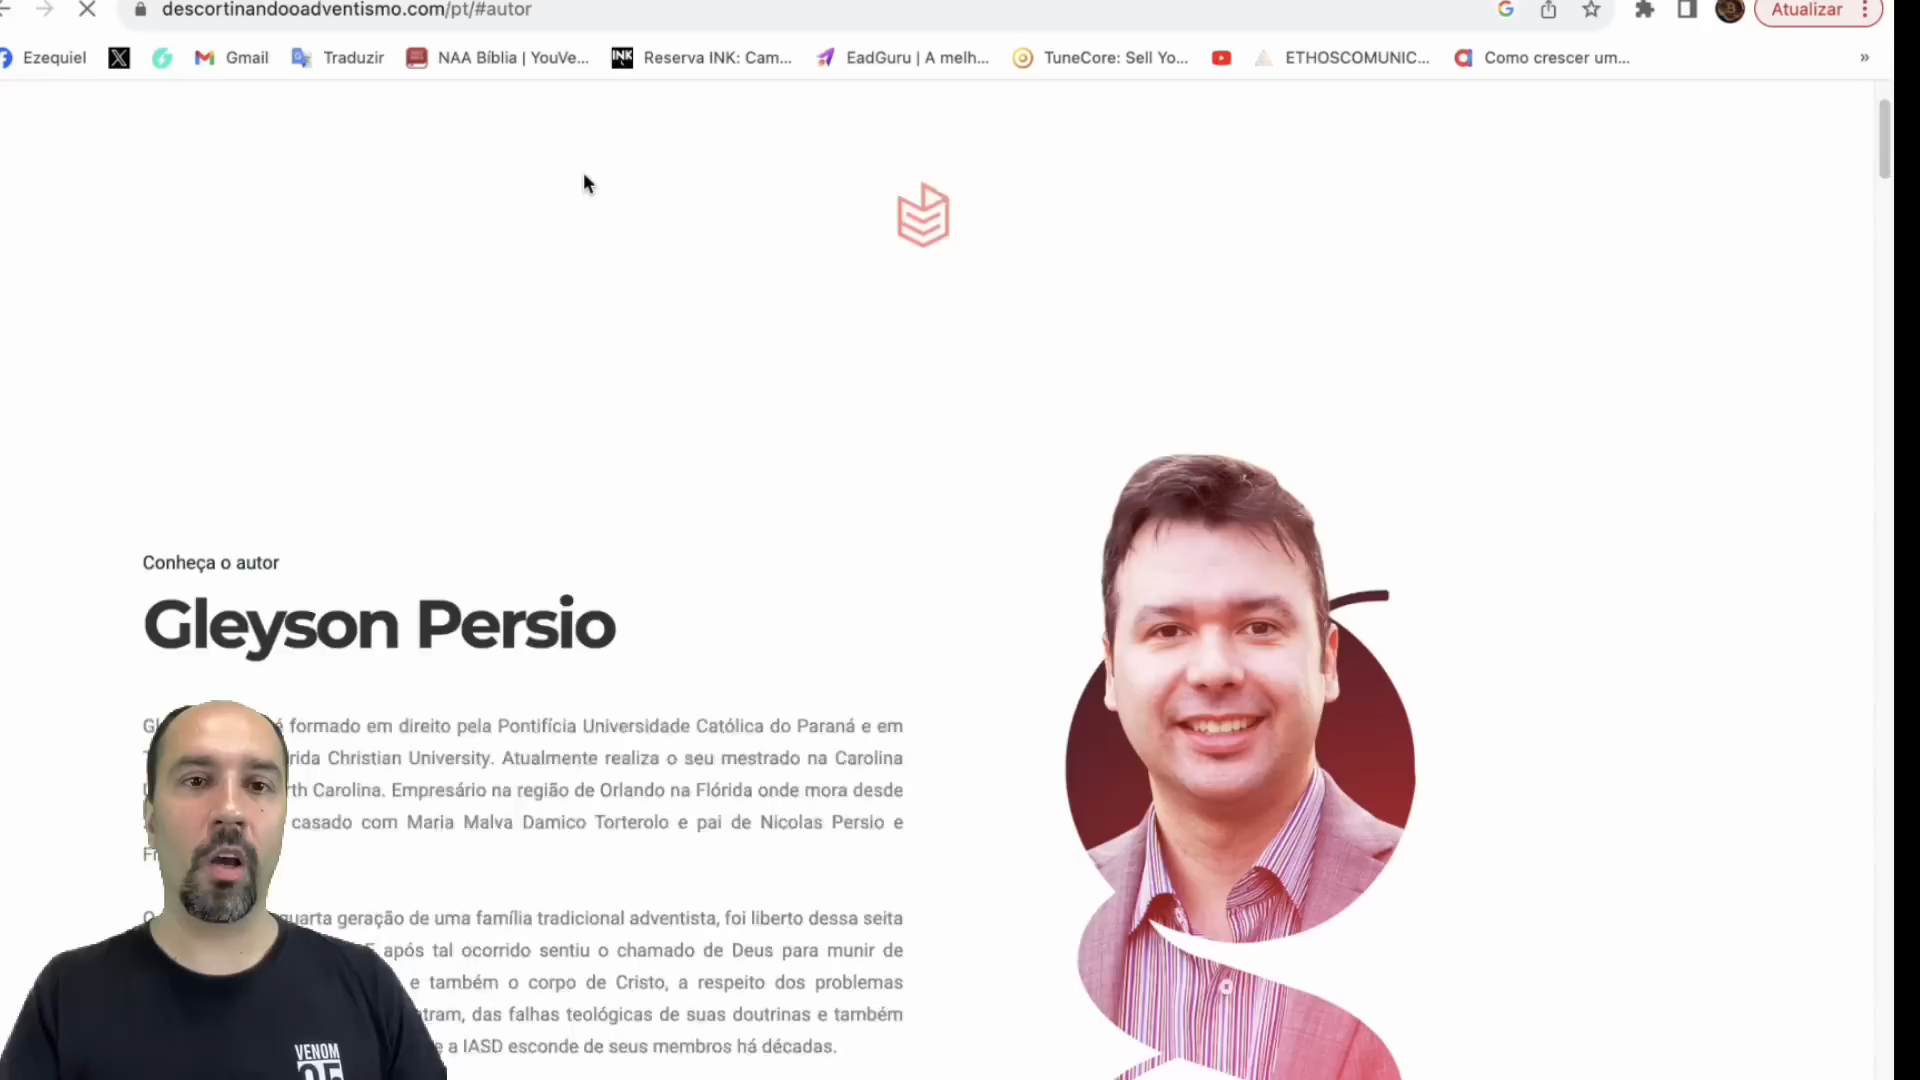 descortinandooadventismo.com/pt/#autor
Atualizar
Ezequiel Gmail Traduzir NAA Bíblia | YouVe... INK Reserva INK: Cam... EadGuru | A melh... TuneCore: Sell Yo... ETHOSCOMUNIC... Como crescer um... »
Conheça o autor
Gleyson Persio
é formado em direito pela Pontifícia Universidade Católica do Paraná e em
Christian University. Atualmente realiza o seu mestrado na Carolina
Carolina. Empresário na região de Orlando na Flórida onde mora desde
casado com Maria Malva Damico Torterolo e pai de Nicolas Persio e
geração de uma família tradicional adventista, foi liberto dessa seita
após tal ocorrido sentiu o chamado de Deus para munir de
e também o corpo de Cristo, a respeito dos problemas
das falhas teológicas de suas doutrinas e também
a IASD esconde de seus membros há décadas.
VENOM